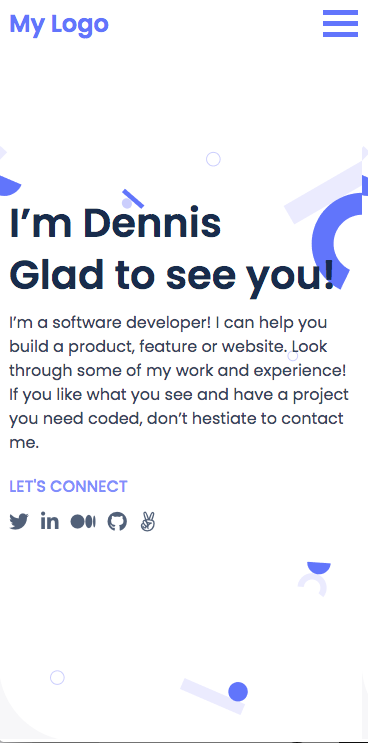 My Logo
I’m Dennis
Glad to see you!
I’m a software developer! I can help you
build a product, feature or website. Look
through some of my work and experience!
If you like what you see and have a project
you need coded, don’t hestiate to contact
me.
LET'S CONNECT